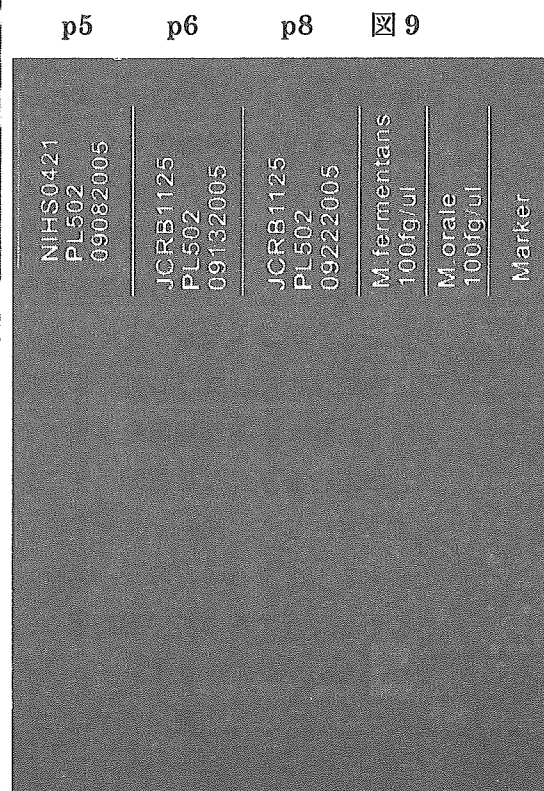 p5 p6 p8 図 9
NIHS0421
PL502
09082005
JCRB1125
PL502
09132005
JCRB1125
PL502
09222005
M.fermentans
100fg/ul
M.orale
100fg/ul
Marker